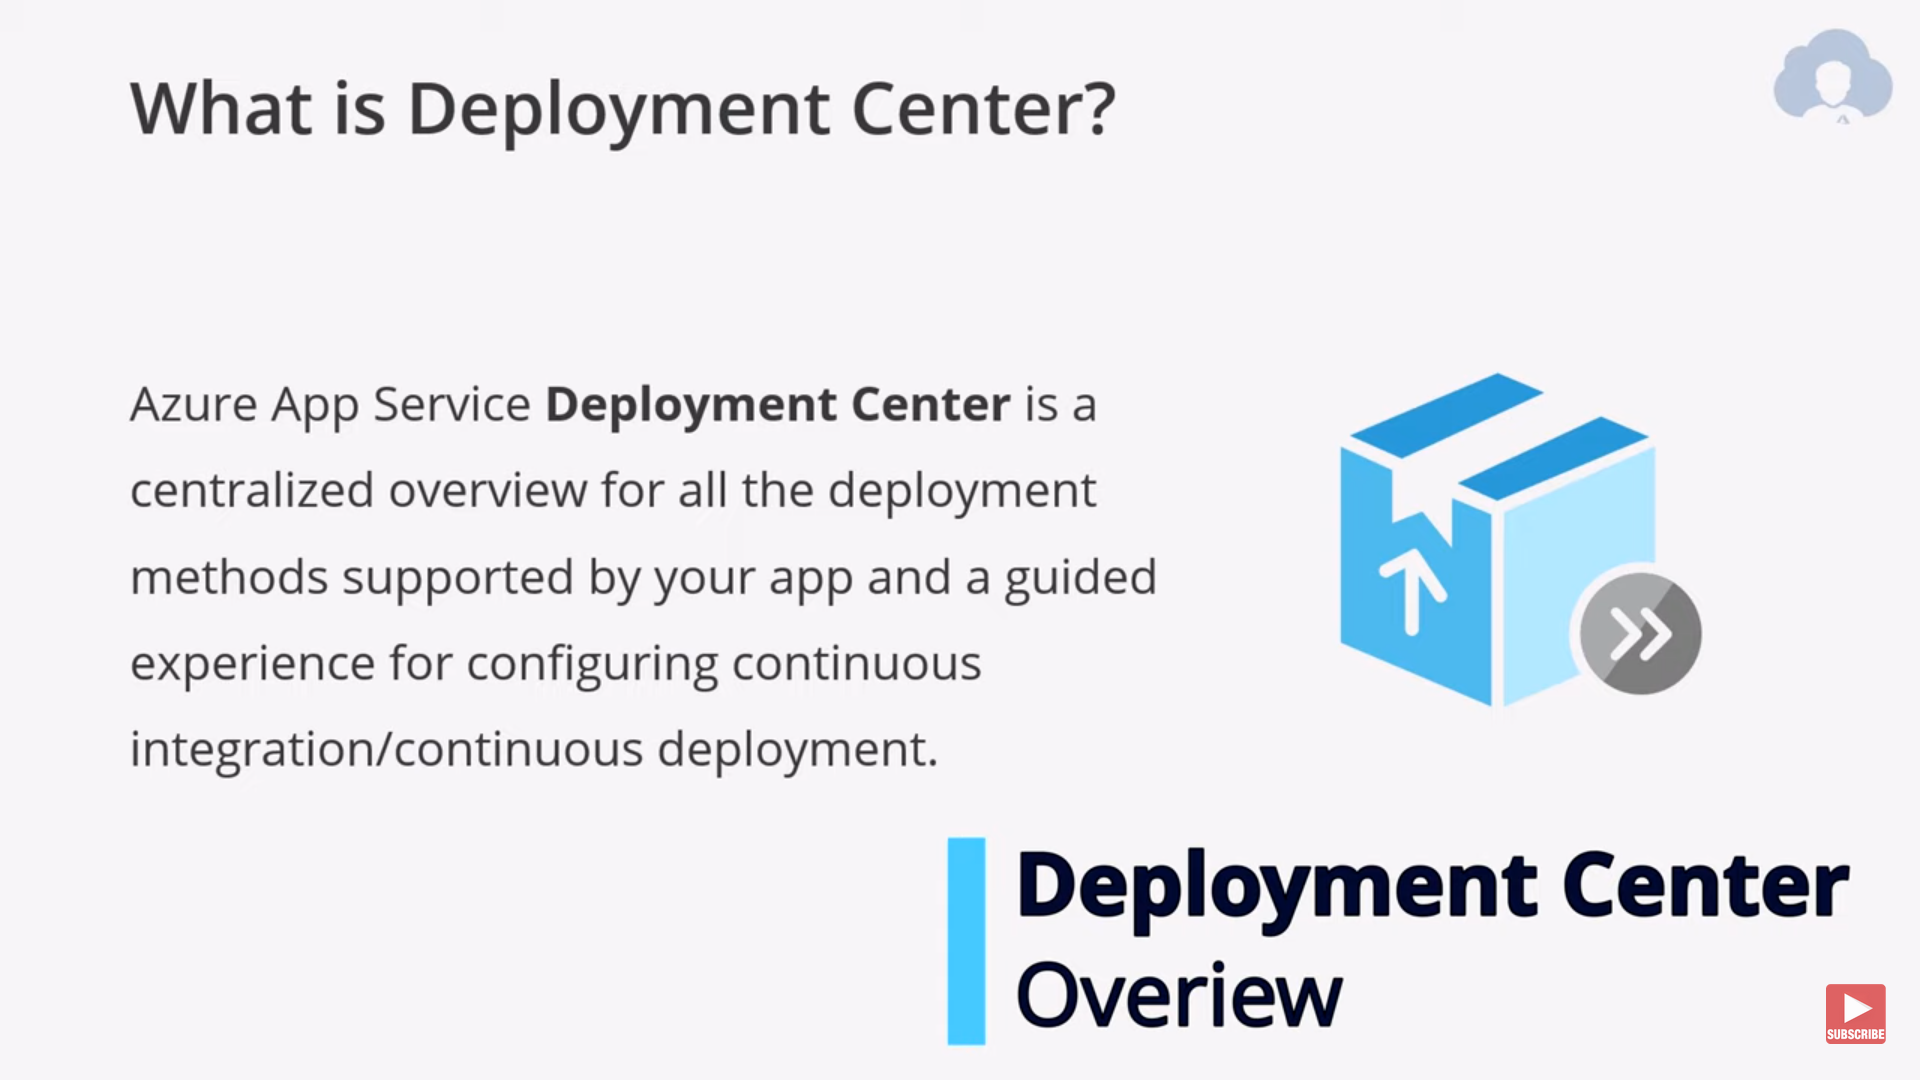 What is Deployment Center?
Azure App Service Deployment Center is a
centralized overview for all the deployment
methods supported by your app and a guided
experience for configuring continuous
integration/continuous deployment.
Deployment Center
Overiew
SUBSCRIBE